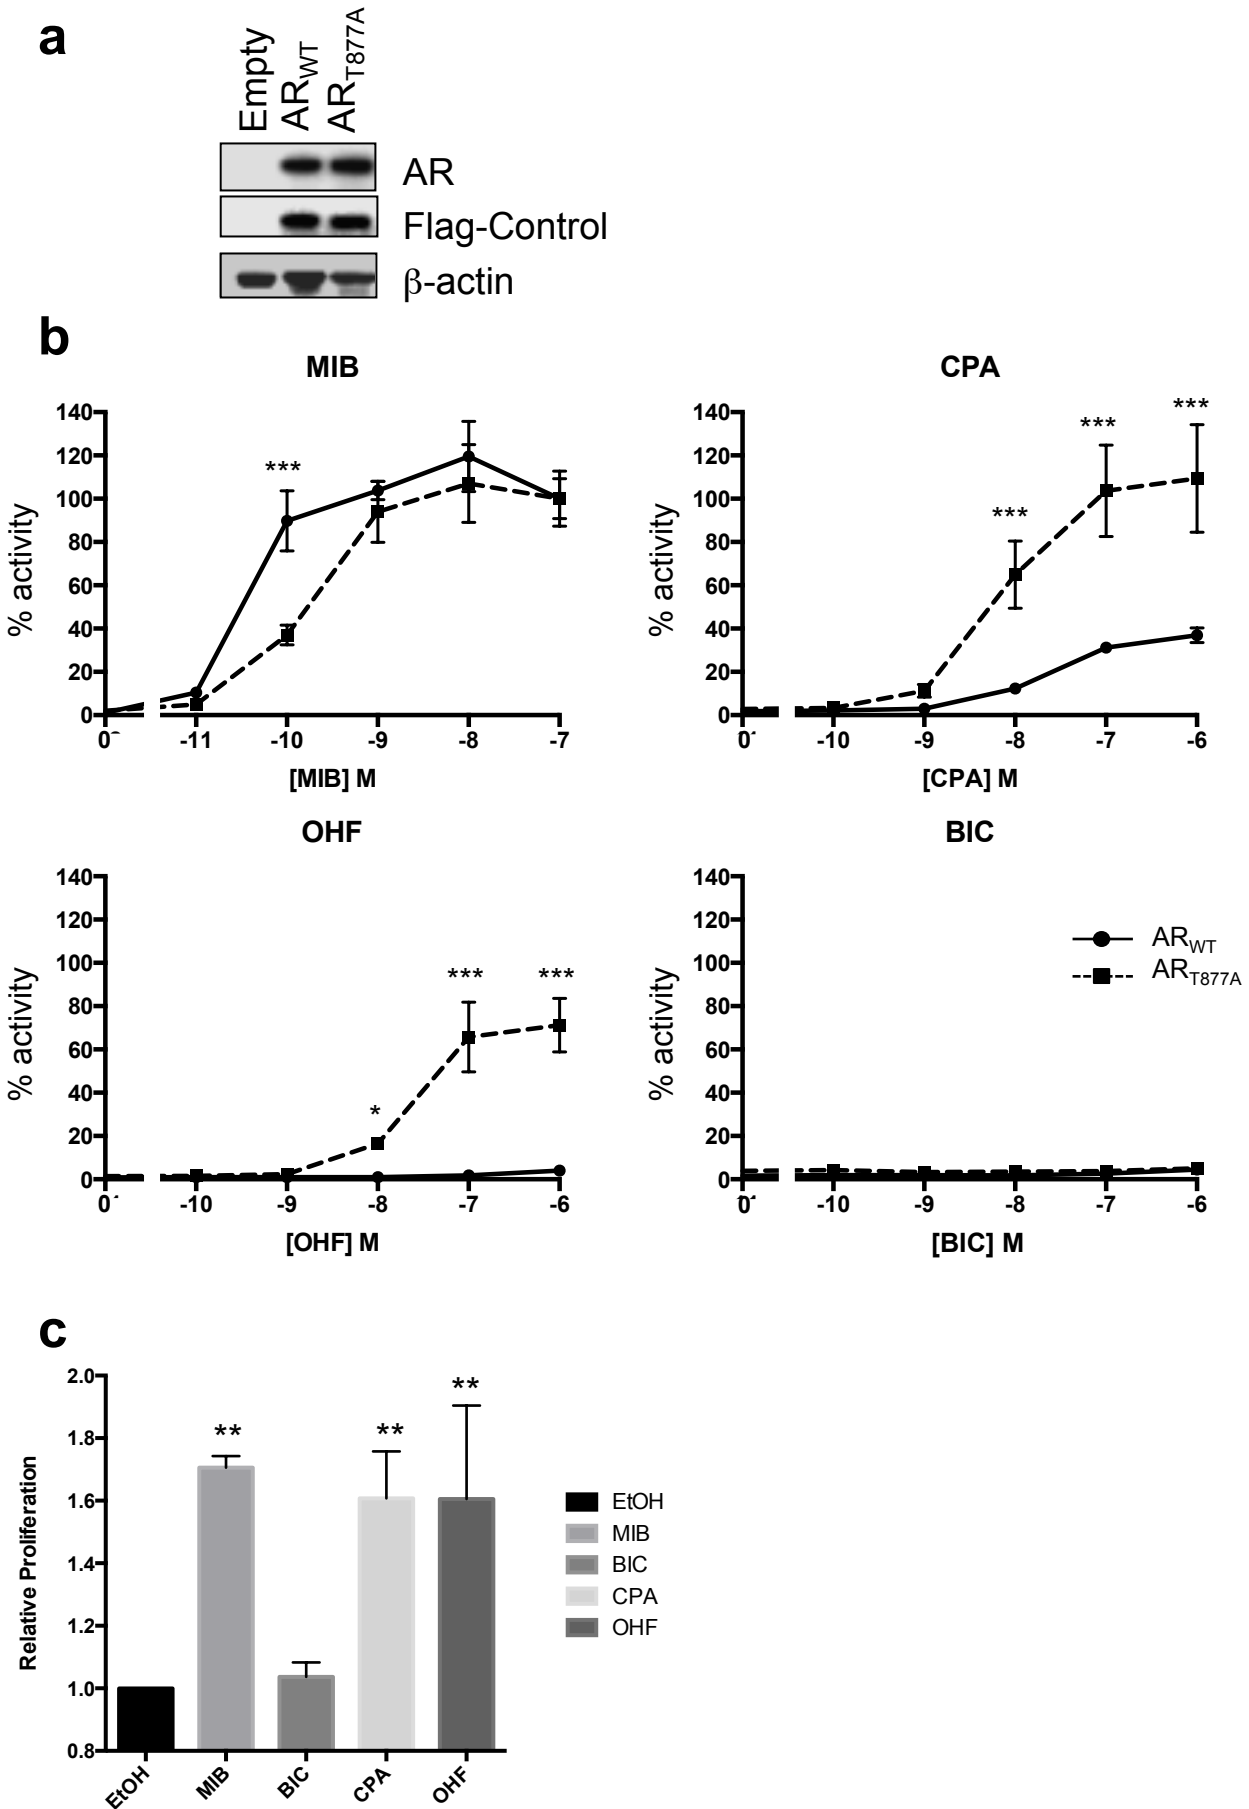 a
Empty
ARWT
ART877A
AR
Flag-Control
β-actin
b
MIB
140
120
100
80
60
40
20
0
% activity
***
0
-11
-10
-9
-8
-7
[MIB] M
CPA
140
120
100
80
60
40
20
0
% activity
***
***
***
-10
-9
-8
-7
-6
[CPA] M
OHF
140
120
100
80
60
40
20
0
% activity
*
***
***
0
-10
-9
-8
-7
-6
[OHF] M
BIC
140
120
100
80
60
40
20
0
% activity
ARWT
ART877A
-10
-9
-8
-7
-6
[BIC] M
c
2.0
1.8
1.6
1.4
1.2
1.0
0.8
Relative Proliferation
**
**
**
EtOH
MIB
BIC
CPA
OHF
EtOH
MIB
BIC
CPA
OHF